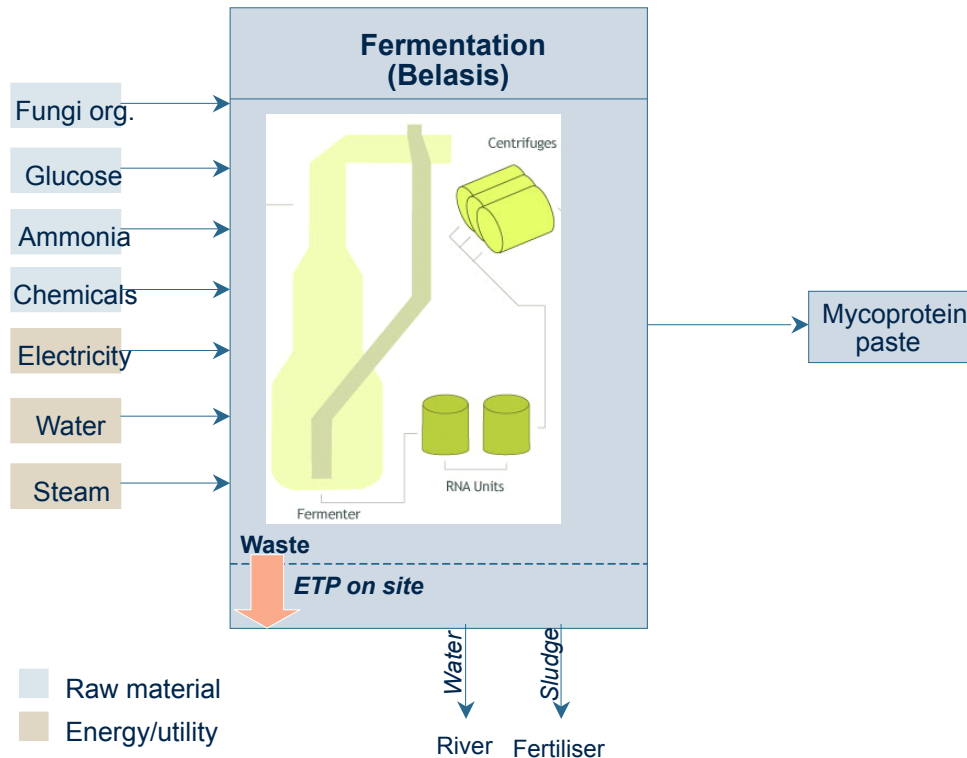 Fermentation
(Belasis)
Fungi org.
Glucose
Ammonia
Chemicals
Electricity
Water
Steam
Centrifuges
RNA Units
Fermenter
Mycoprotein
paste
Waste
ETP on site
Water
Sludge
River
Fertiliser
Raw material
Energy/utility